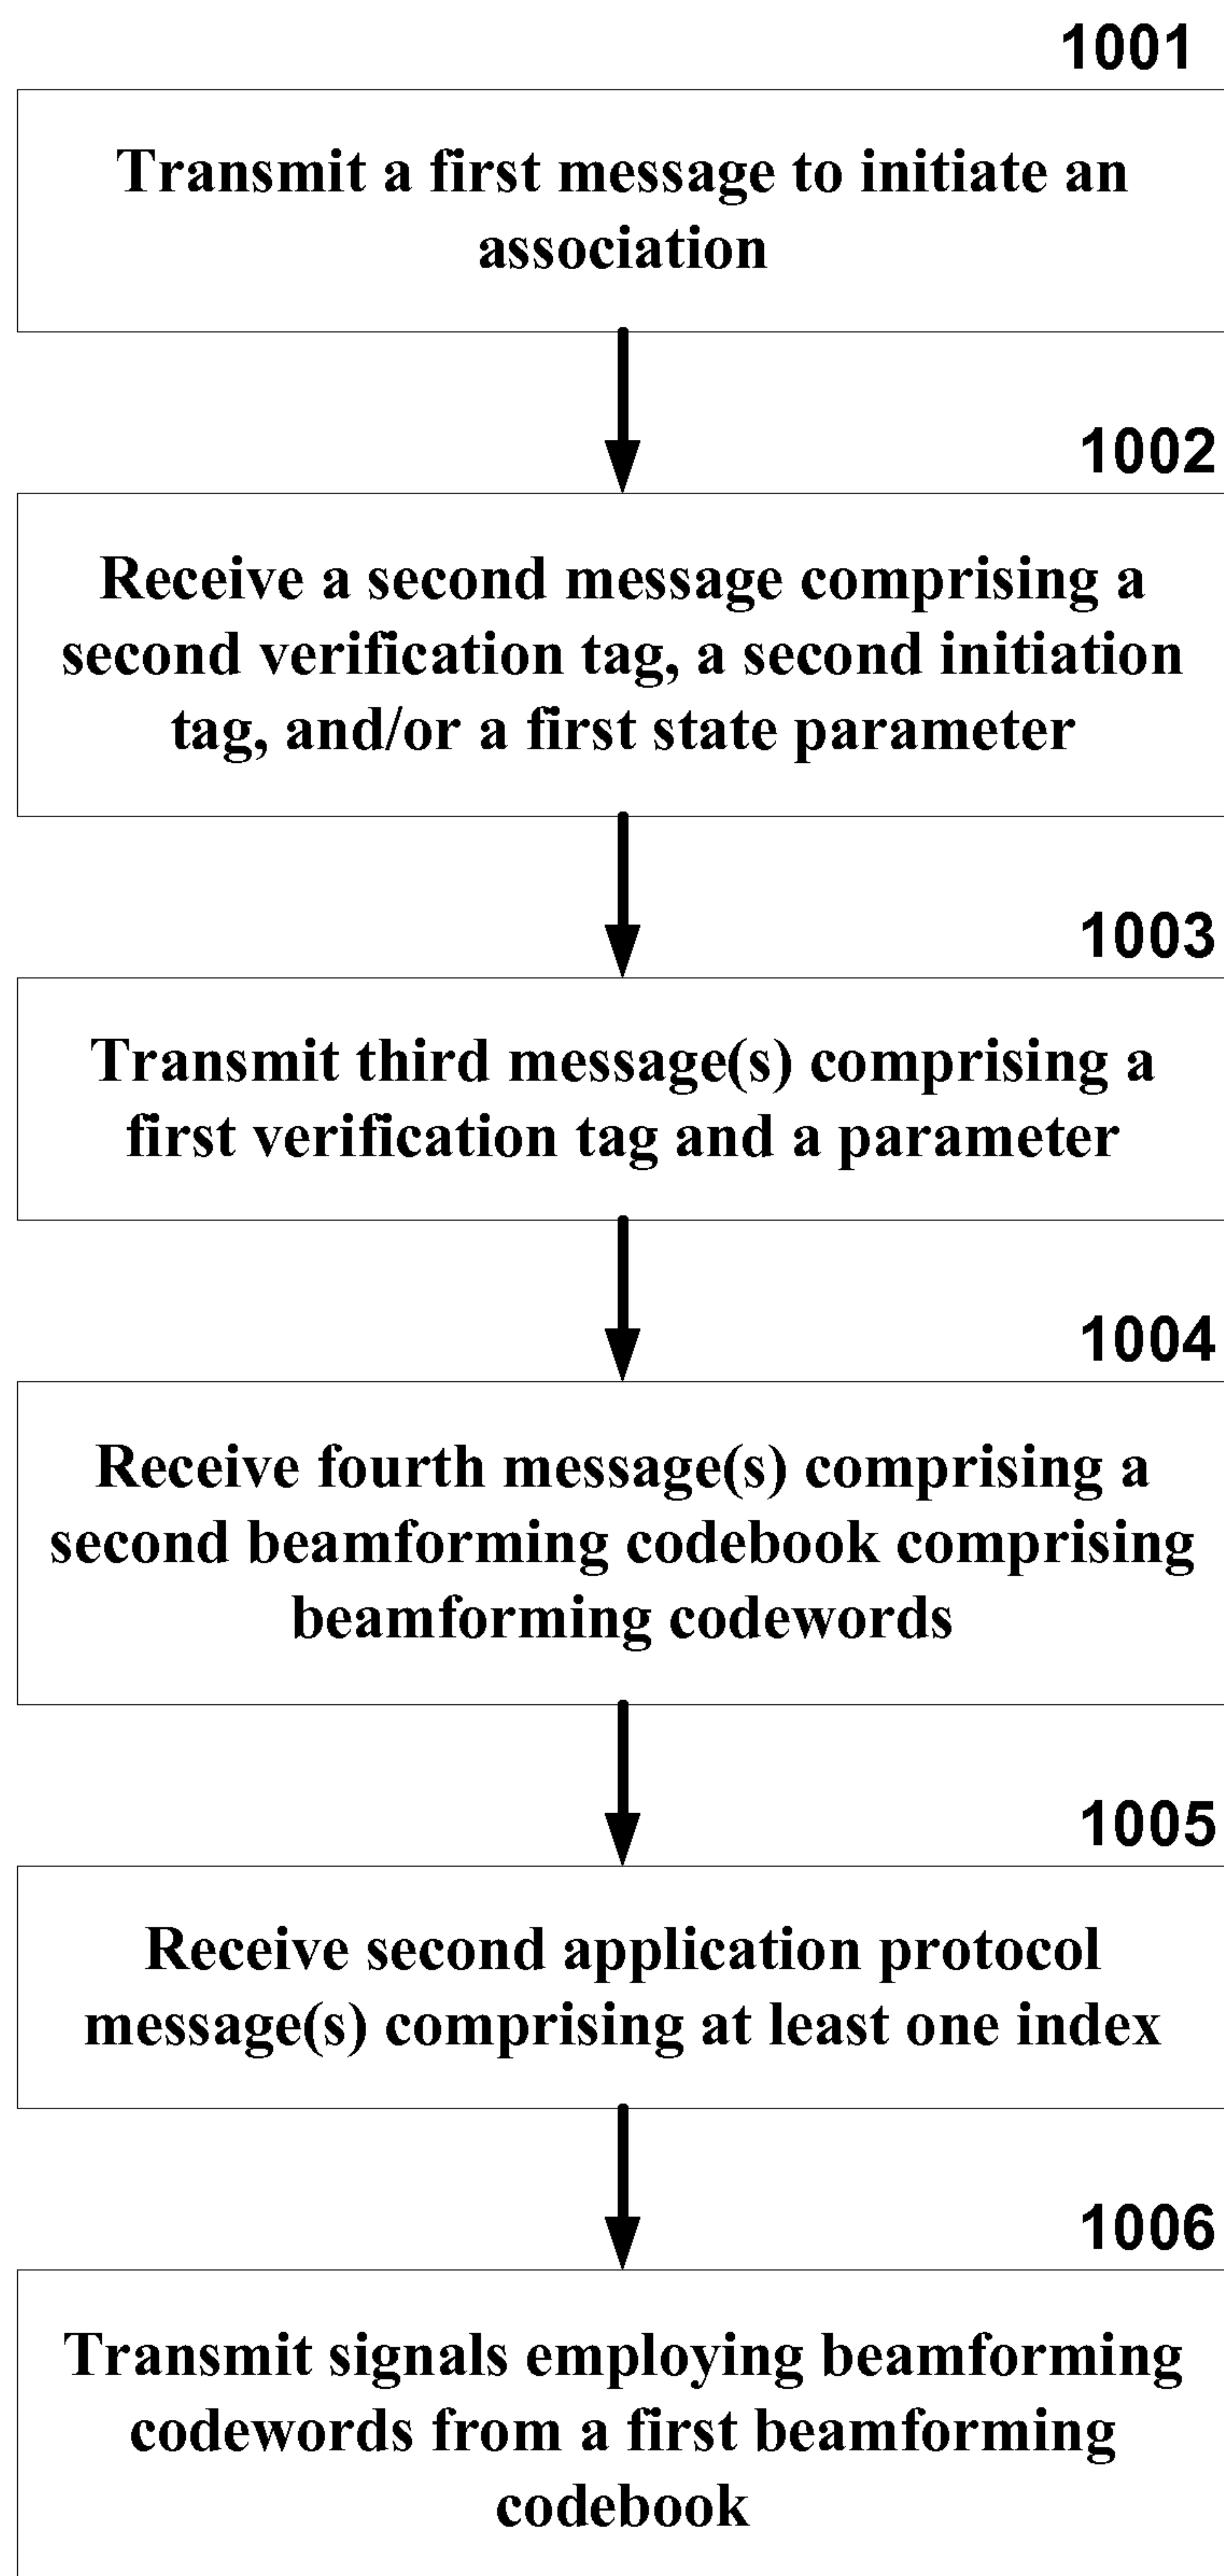 1001
Transmit a first message to initiate an
association
1002
Receive a second message comprising a
second verification tag, a second initiation
tag, and/or a first state parameter
1003
Transmit third message(s) comprising a
first verification tag and a parameter
1004
Receive fourth message(s) comprising a
second beamforming codebook comprising
beamforming codewords
1005
Receive second application protocol
message(s) comprising at least one index
1006
Transmit signals employing beamforming
codewords from a first beamforming
codebook